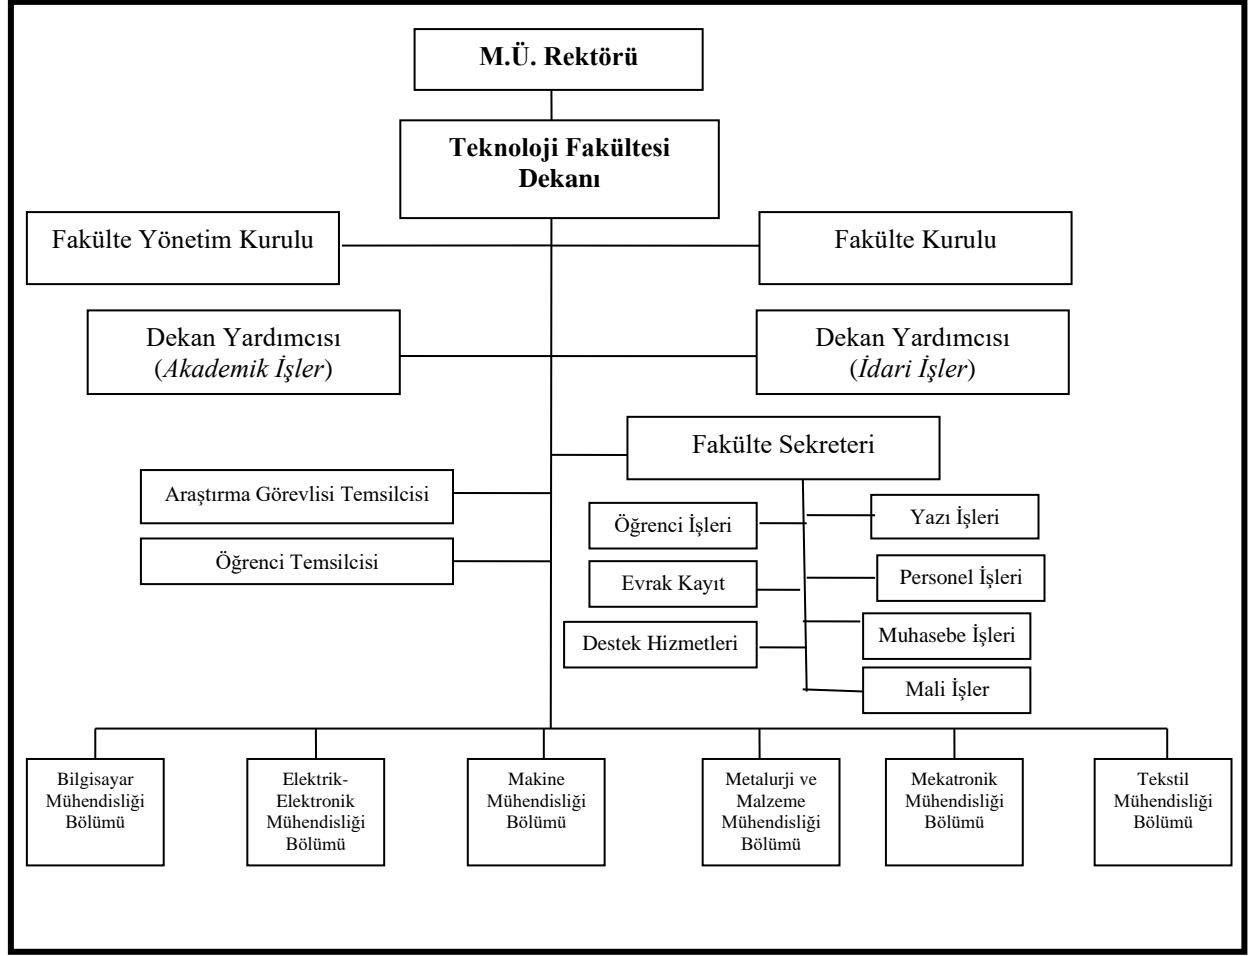 M.Ü. Rektörü
Teknoloji Fakültesi
Dekanı
Fakülte Yönetim Kurulu
Fakülte Kurulu
Dekan Yardımcısı
(Akademik İşler)
Dekan Yardımcısı
(İdari İşler)
Fakülte Sekreteri
Araştırma Görevlisi Temsilcisi
Öğrenci Temsilcisi
Öğrenci İşleri
Yazı İşleri
Evrak Kayıt
Personel İşleri
Destek Hizmetleri
Muhasebe İşleri
Mali İşler
Bilgisayar
Mühendisliği
Bölümü
Elektrik-
Elektronik
Mühendisliği
Bölümü
Makine
Mühendisliği
Bölümü
Metalurji ve
Malzeme
Mühendisliği
Bölümü
Mekatronik
Mühendisliği
Bölümü
Tekstil
Mühendisliği
Bölümü